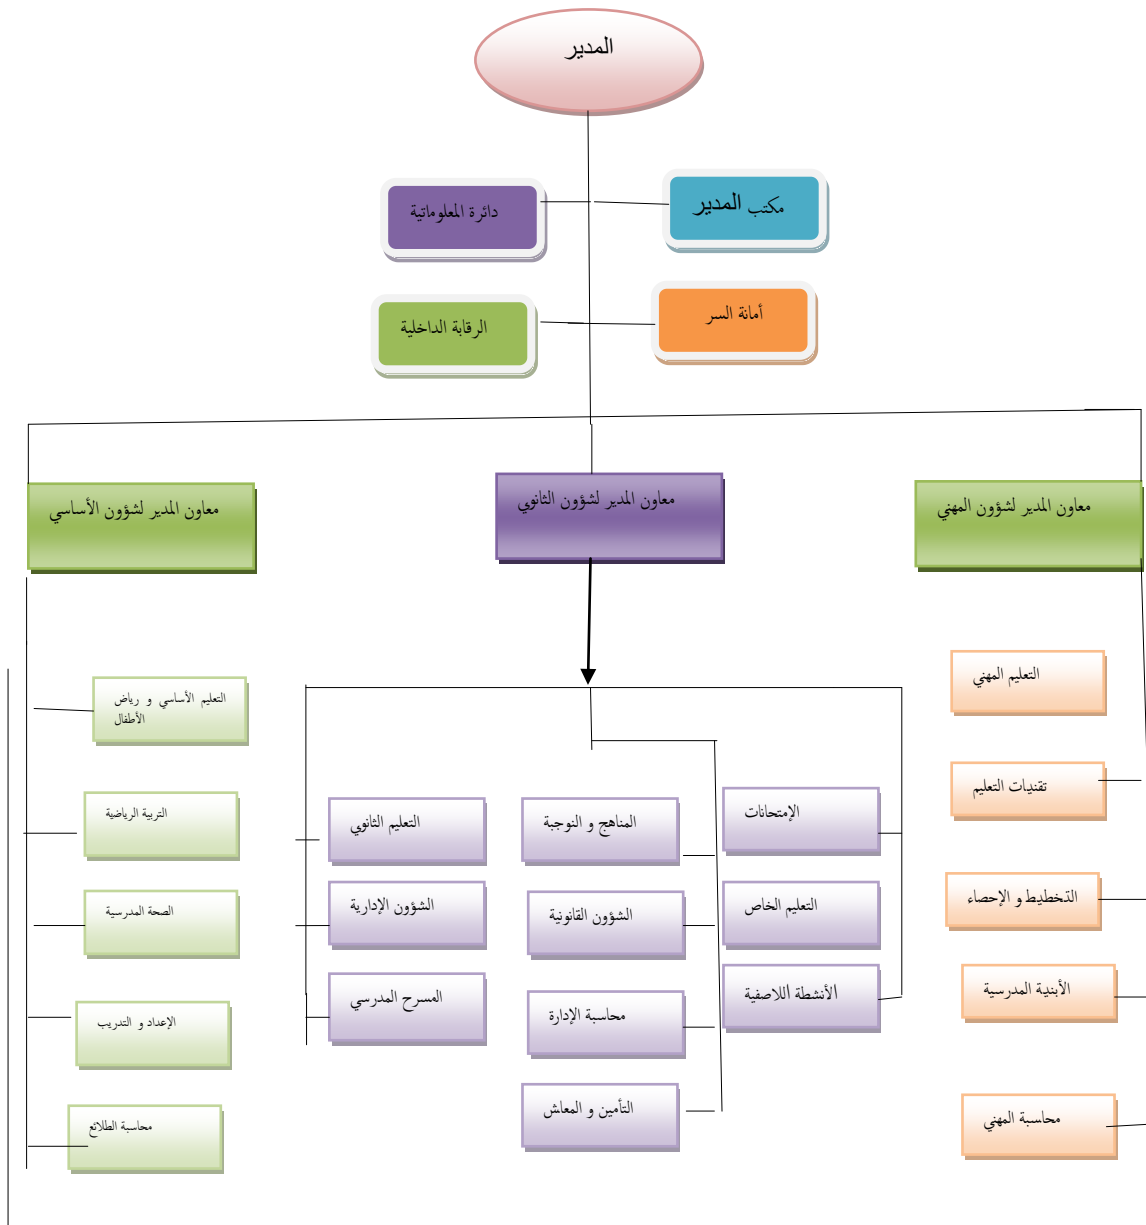 المدير
مكتب المدير
دائرة المعلوماتية
أمانة السر
الرقابة الداخلية
معاون المدير لشؤون المهني
معاون المدير لشؤون الثانوي
معاون المدير لشؤون الأساسي
التعليم المهني
تقنيات التعليم
التخطيط و الإحصاء
الأبنية المدرسية
محاسبة المهني
الإمتحانات
التعليم الخاص
الأنشطة أللاصفية
المناهج و التوجبة
الشؤون القانونية
محاسبة الإدارة
التأمين و المعاش
التعليم الثانوي
الشؤون الإدارية
المسرح المدرسي
التعليم الأساسي و رياض
الأطفال
التربية الرياضية
الصحة المدرسية
الإعداد و التدريب
محاسبة الطلائع